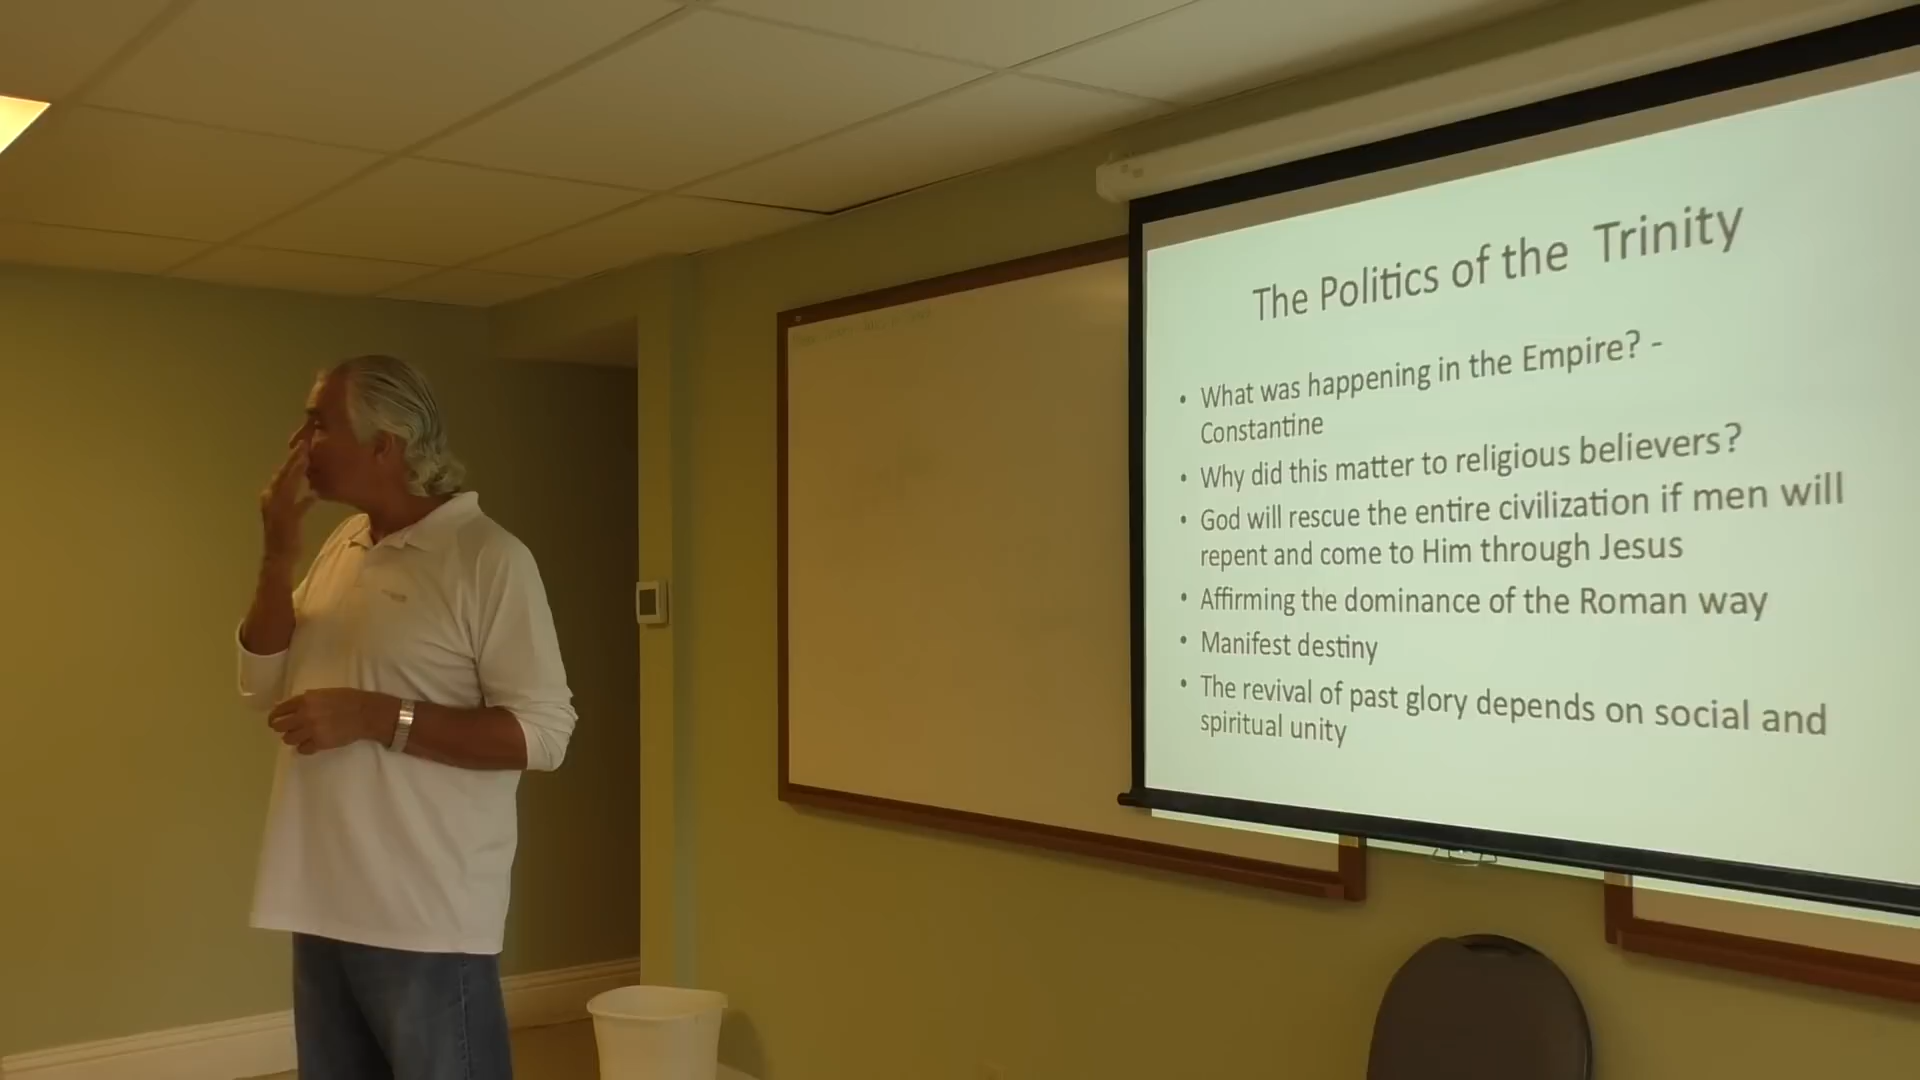 The Politics of the Trinity
• What was happening in the Empire? -
Constantine
• Why did this matter to religious believers?
• God will rescue the entire civilization if men will
repent and come to Him through Jesus
• Affirming the dominance of the Roman way
• Manifest destiny
• The revival of past glory depends on social and
spiritual unity